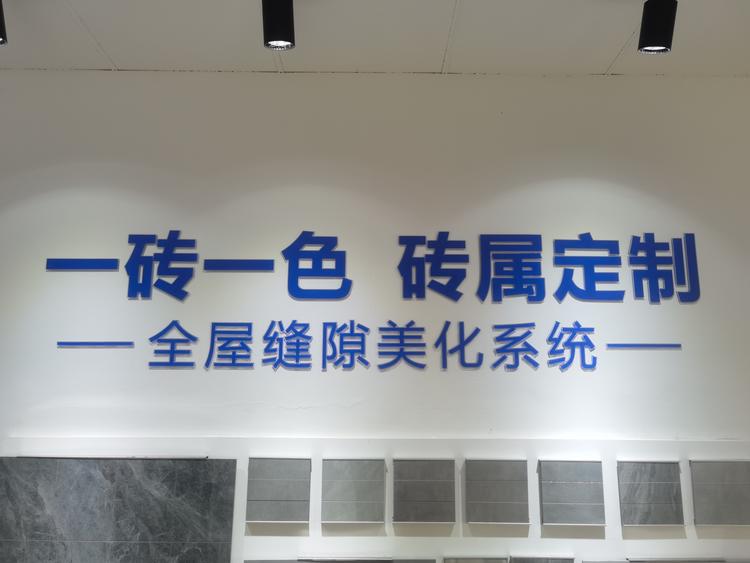 一砖一色 砖属定制
全屋缝隙美化系统